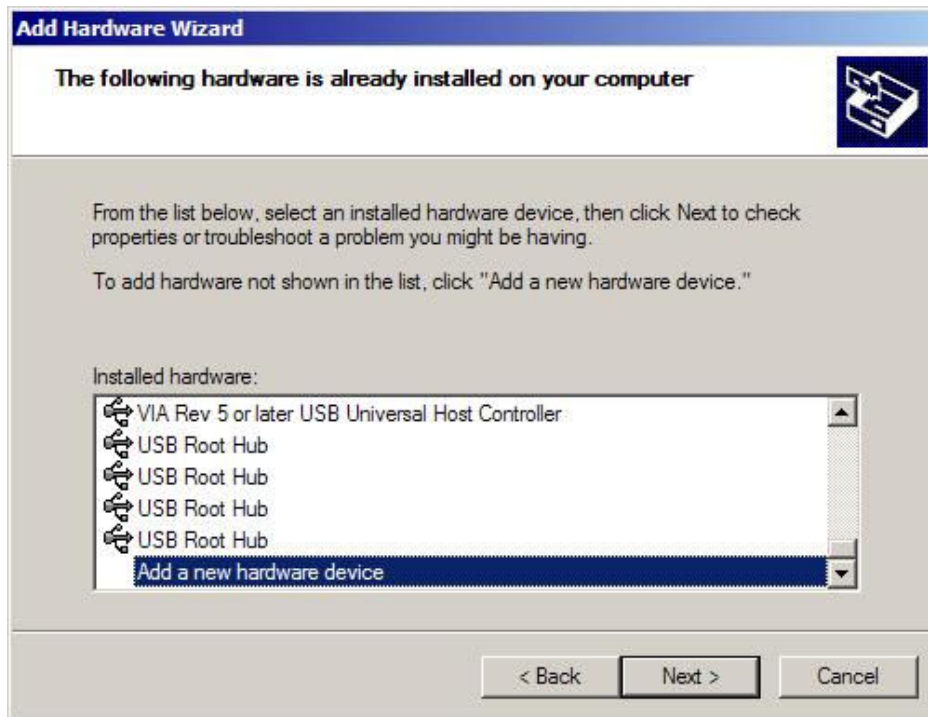 Add Hardware Wizard
The following hardware is already installed on your computer
From the list below, select an installed hardware device, then click Next to check
properties or troubleshoot a problem you might be having.
To add hardware not shown in the list, click "Add a new hardware device."
Installed hardware:
VIA Rev 5 or later USB Universal Host Controller
USB Root Hub
USB Root Hub
USB Root Hub
USB Root Hub
Add a new hardware device
< Back Next > Cancel